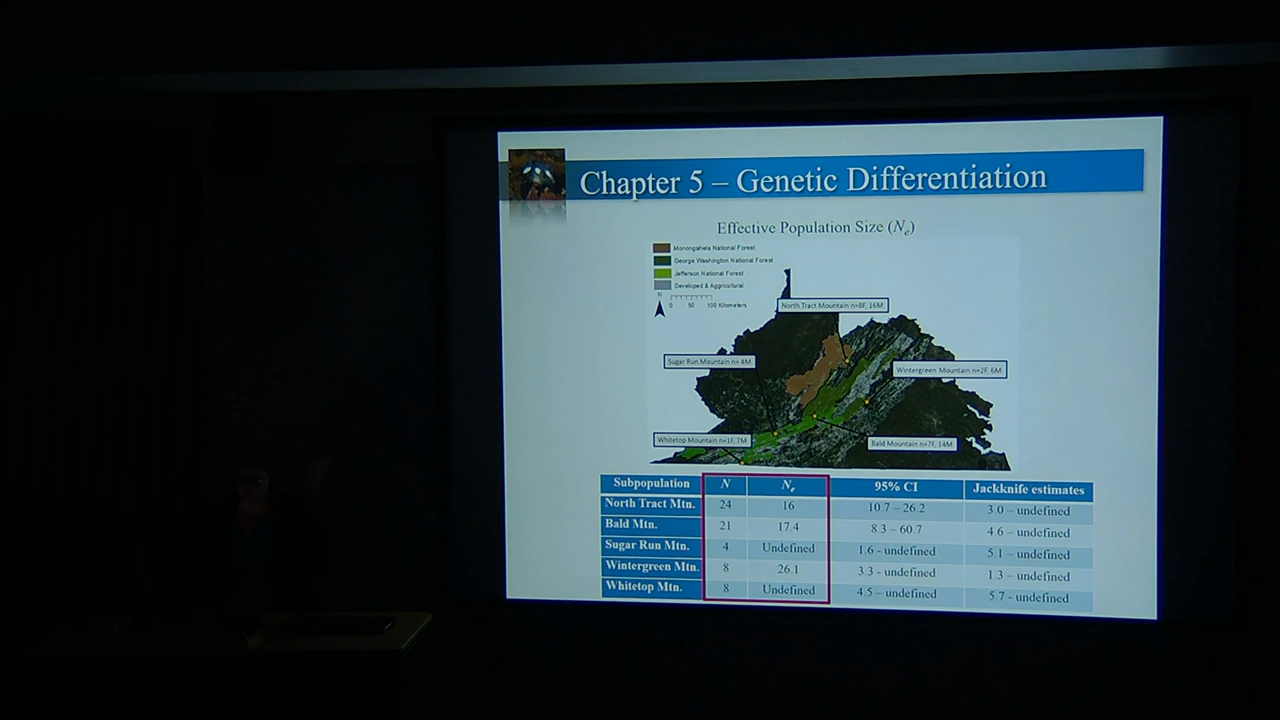 Chapter 5 – Genetic Differentiation
Effective Population Size (Ne)
Monongahela National Forest
George Washington National Forest
Jefferson National Forest
Developed & Aggricultural
N
0 50 100 Kilometers
North Tract Mountain n=8F, 16M
Sugar Run Mountain n= 4M
Wintergreen Mountain n=2F, 6M
Whitetop Mountain n=1F, 7M
Bald Mountain n=7F, 14M
Subpopulation N Ne 95% CI Jackknife estimates
North Tract Mtn. 24 16 10.7 – 26.2 3.0 – undefined
Bald Mtn. 21 17.4 8.3 – 60.7 4.6 – undefined
Sugar Run Mtn. 4 Undefined 1.6 - undefined 5.1 – undefined
Wintergreen Mtn. 8 26.1 3.3 - undefined 1.3 – undefined
Whitetop Mtn. 8 Undefined 4.5 – undefined 5.7 - undefined